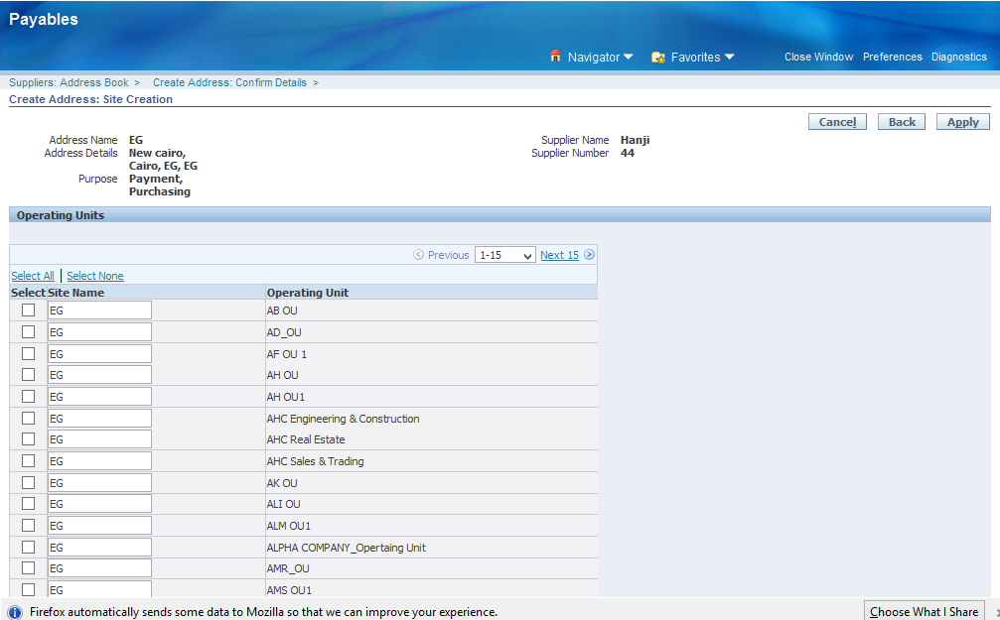 Payables
Navigator Favorites Close Window Preferences Diagnostics
Suppliers: Address Book > Create Address: Confirm Details >
Create Address: Site Creation
Cancel Back Apply
Address Name EG Supplier Name Hanji
Address Details New cairo, Supplier Number 44
Cairo, EG, EG
Purpose Payment,
Purchasing
Operating Units
Previous 1-15 Next 15
Select All | Select None
Select Site Name Operating Unit
EG AB OU
EG AD_OU
EG AF OU 1
EG AH OU
EG AH OU1
EG AHC Engineering & Construction
EG AHC Real Estate
EG AHC Sales & Trading
EG AK OU
EG ALI OU
EG ALM OU1
EG ALPHA COMPANY_Opertaing Unit
EG AMR_OU
EG AMS OU1
Firefox automatically sends some data to Mozilla so that we can improve your experience. Choose What I Share